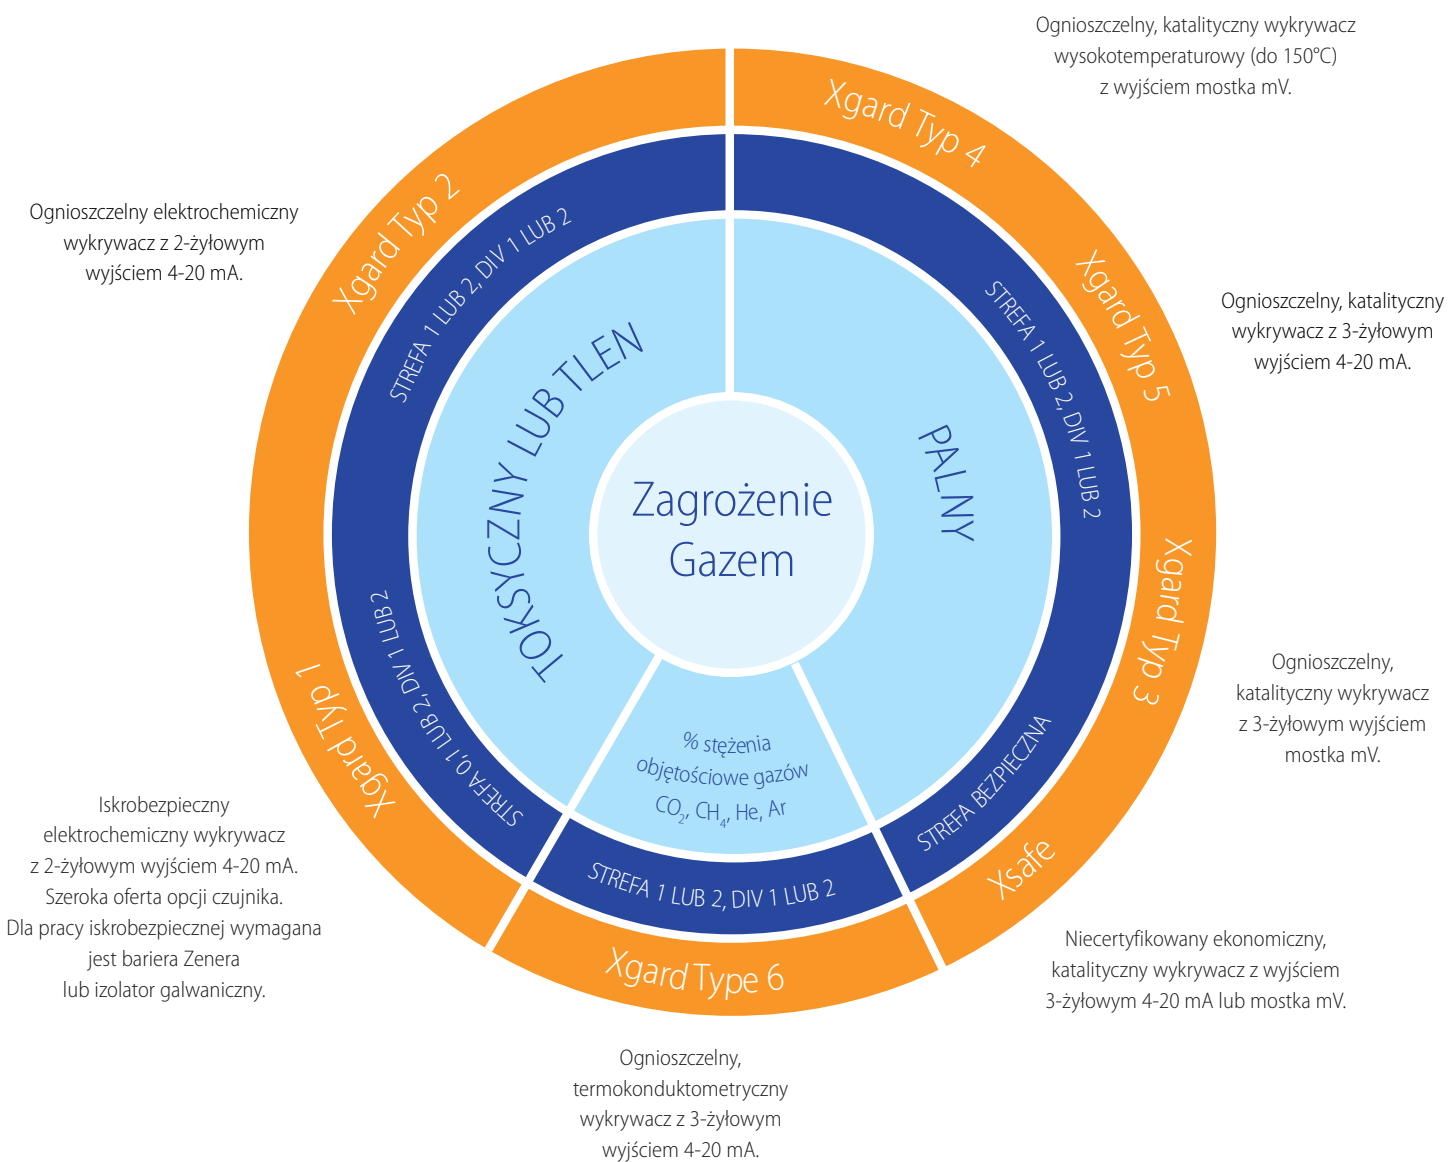 Ognioszczelny, katalityczny wykrywacz
wysokotemperaturowy (do 150°C)
z wyjściem mostka mV.
Xgard Typ 4
Xgard Typ 2
Ognioszczelny elektrochemiczny
wykrywacz z 2-żyłowym
wyjściem 4-20 mA.
STREFA 1 LUB 2, DIV 1 LUB 2
Xgard Typ 5
STREFA 1 LUB 2, DIV 1 LUB 2
Ognioszczelny, katalityczny
wykrywacz z 3-żyłowym
wyjściem 4-20 mA.
TOKSYCZNY LUB TLEN
PALNY
Zagrożenie
Gazem
Xgard Typ 3
Ognioszczelny,
katalityczny wykrywacz
z 3-żyłowym wyjściem
mostka mV.
STREFA 0,1 LUB 2, DIV 1 LUB 2
Xgard Typ 1
% stężenia
objętościowe gazów
CO₂, CH₄, He, Ar
STREFA BEZPIECZNA
Iskrobezpieczny
elektrochemiczny wykrywacz
z 2-żyłowym wyjściem 4-20 mA.
Szeroka oferta opcji czujnika.
Dla pracy iskrobezpiecznej wymagana
jest bariera Zenera
lub izolator galwaniczny.
Xsafe
STREFA 1 LUB 2, DIV 1 LUB 2
Niecertyfikowany ekonomiczny,
katalityczny wykrywacz z wyjściem
3-żyłowym 4-20 mA lub mostka mV.
Xgard Type 6
Ognioszczelny,
termokonduktometryczny
wykrywacz z 3-żyłowym
wyjściem 4-20 mA.